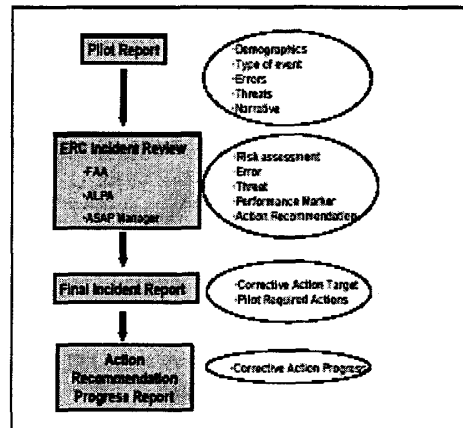 Pilot Report
·Demographics
·Type of event
·Errors
·Threats
·Narrative
ERC Incident Review
·FAA
·ALPA
·ASAP Manager
·Risk assessment
·Error
·Threat
·Performance Marker
·Action Recommendation
Final Incident Report
·Corrective Action Target
·Pilot Required Actions
Action
Recommendation
Progress Report
·Corrective Action Progress